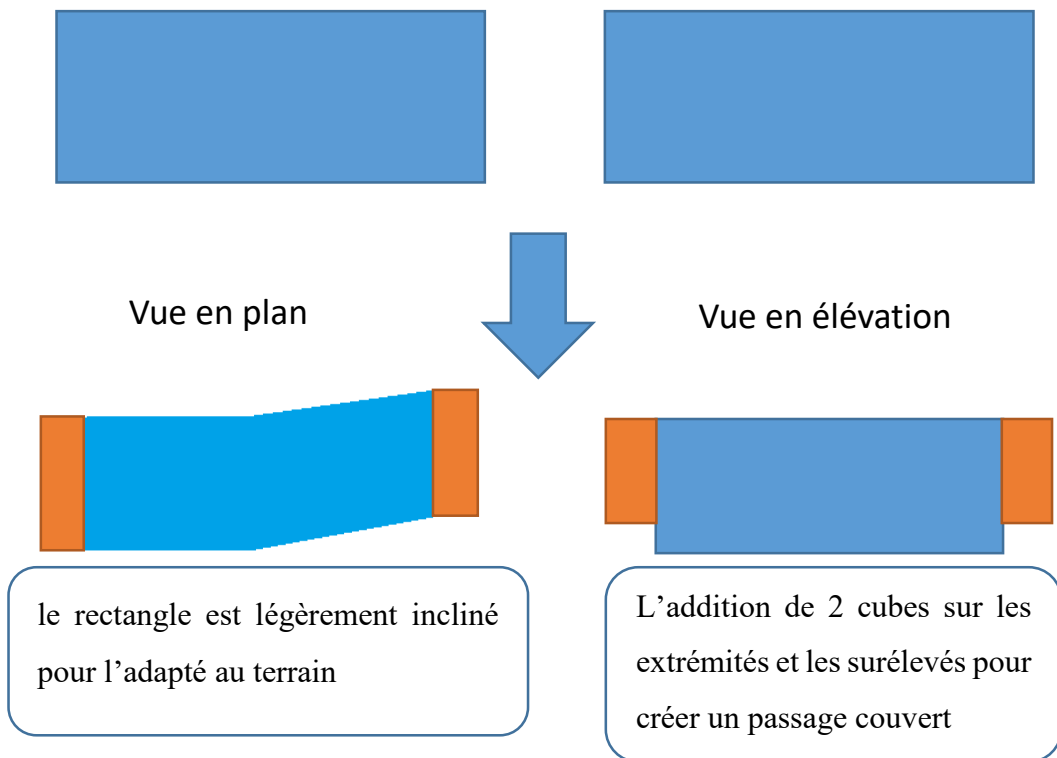 Vue en plan
Vue en élévation
le rectangle est légèrement incliné
pour l’adapté au terrain
L’addition de 2 cubes sur les
extrémités et les surélevés pour
créer un passage couvert